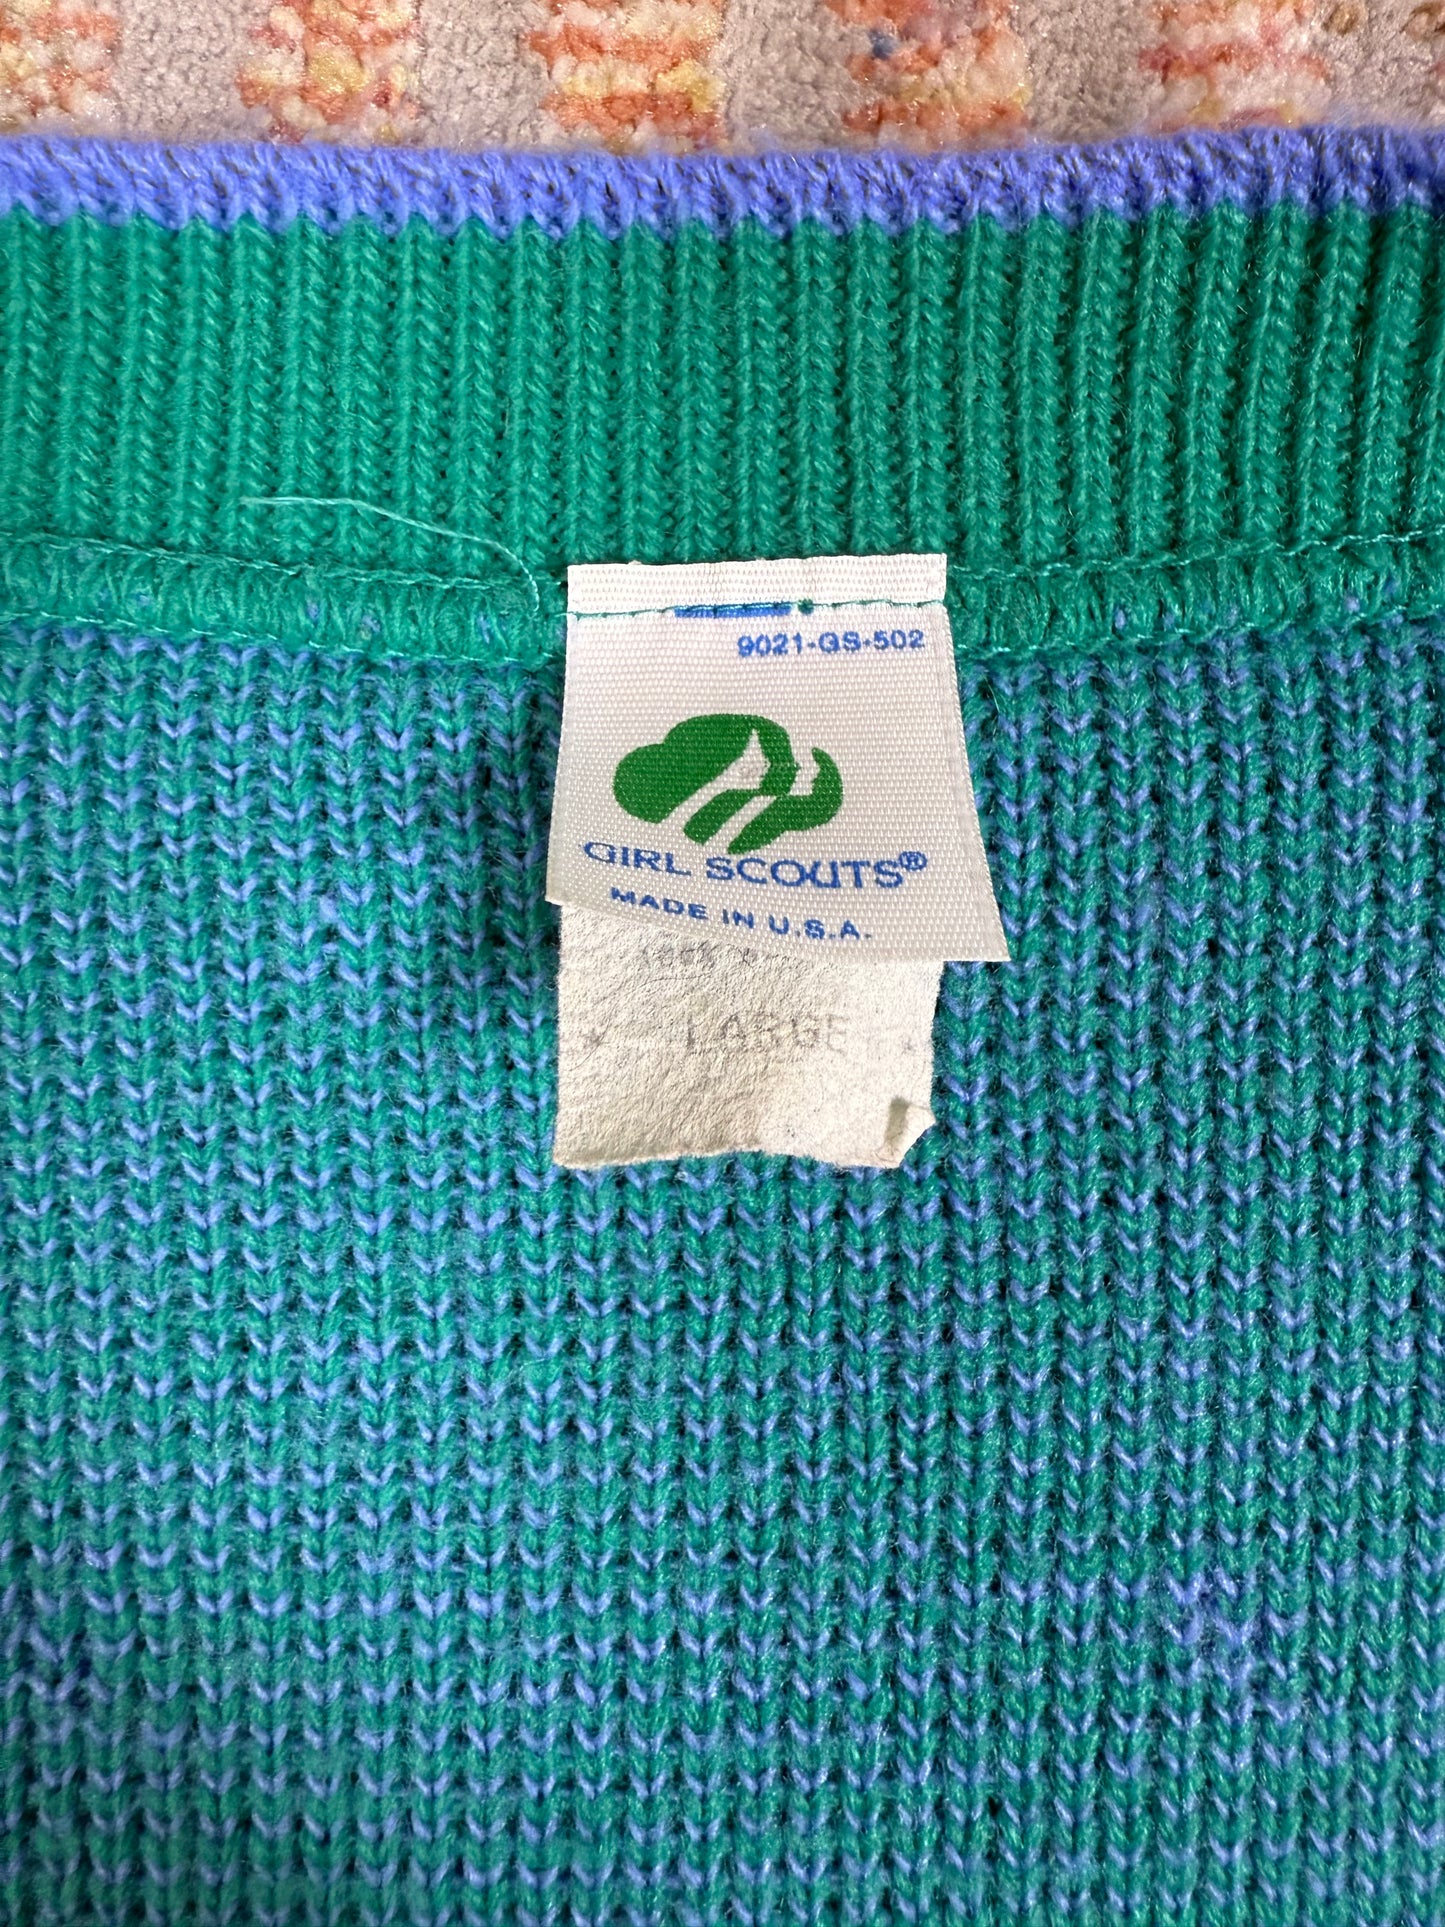 9021-GS-502
GIRL SCOUTS®
MADE IN U.S.A.
LARGE